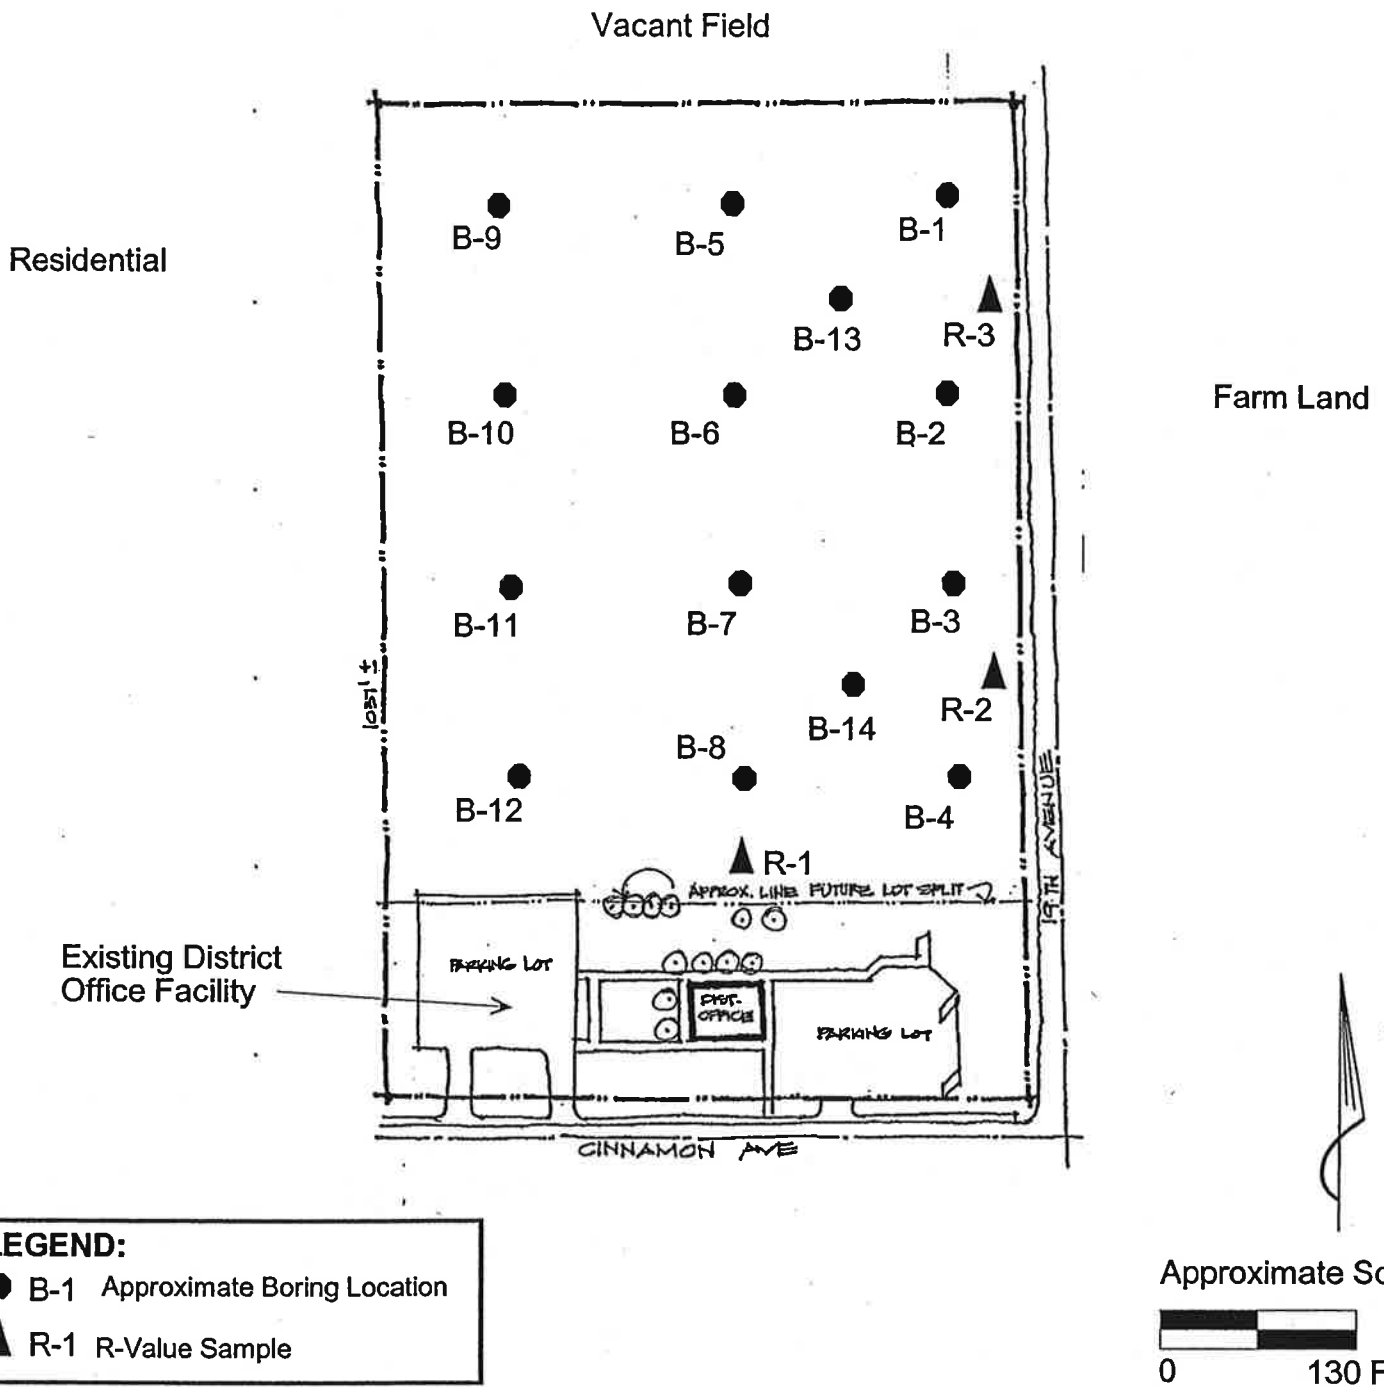 Vacant Field
B-9
B-5
B-1
Residential
B-13
R-3
Farm Land
B-10
B-6
B-2
B-11
B-7
B-3
1037'±
R-2
B-14
B-8
B-12
B-4
19TH AVENUE
R-1
APPROX. LINE FUTURE LOT SPLIT
Existing District
Office Facility
PARKING LOT
DIST.
OFFICE
PARKING LOT
CINNAMON AVE
LEGEND:
B-1 Approximate Boring Location
R-1 R-Value Sample
Approximate Sc
0 130 F